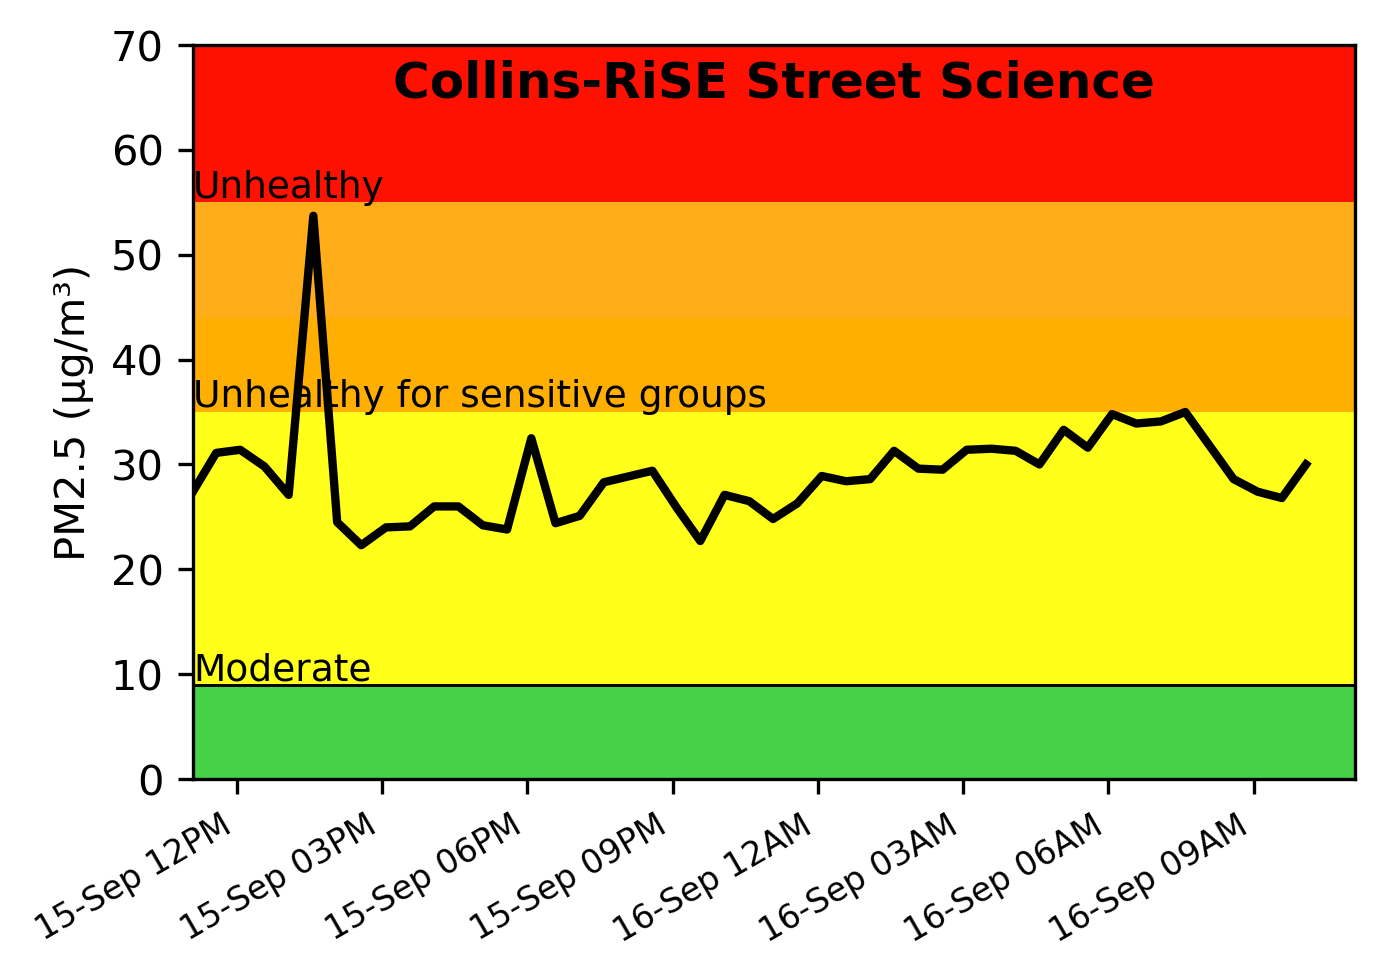 Collins-RiSE Street Science
70
60
Unhealthy
50
40
Unhealthy for sensitive groups
30
20
Moderate
10
0
PM2.5 (µg/m³)
15-Sep 12PM
15-Sep 03PM
15-Sep 06PM
15-Sep 09PM
16-Sep 12AM
16-Sep 03AM
16-Sep 06AM
16-Sep 09AM